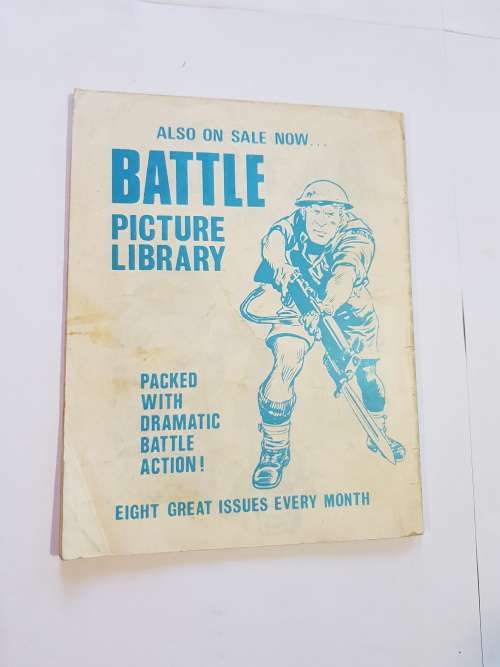 ALSO ON SALE NOW...
BATTLE
PICTURE
LIBRARY
PACKED
WITH
DRAMATIC
BATTLE
ACTION!
EIGHT GREAT ISSUES EVERY MONTH